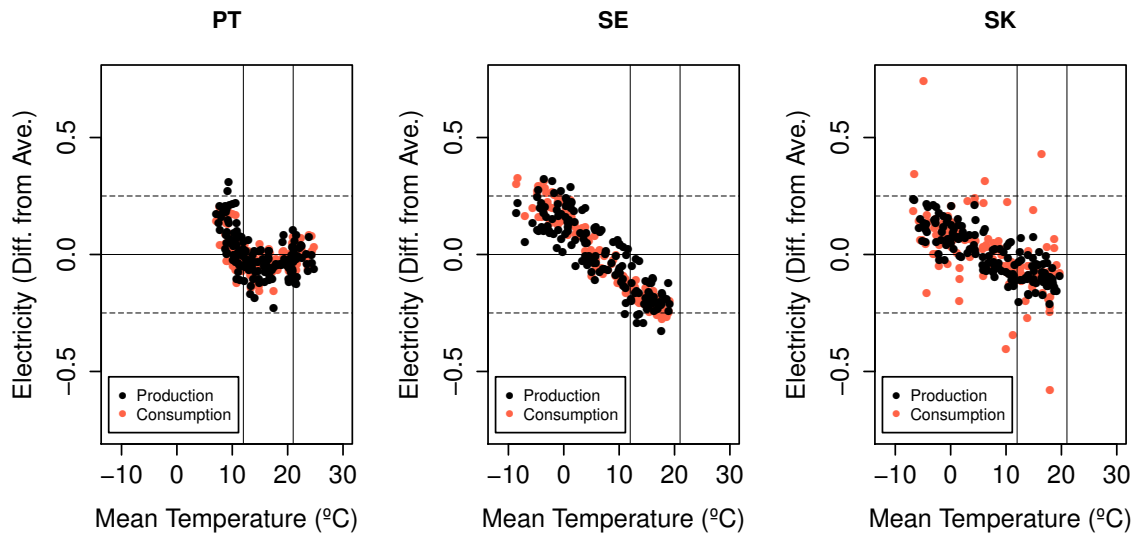 PT
Electricity (Diff. from Ave.)
0.5
0.0
−0.5
Production
Consumption
−10 0 10 20 30
Mean Temperature (ºC)
SE
Electricity (Diff. from Ave.)
0.5
0.0
−0.5
Production
Consumption
−10 0 10 20 30
Mean Temperature (ºC)
SK
Electricity (Diff. from Ave.)
0.5
0.0
−0.5
Production
Consumption
−10 0 10 20 30
Mean Temperature (ºC)